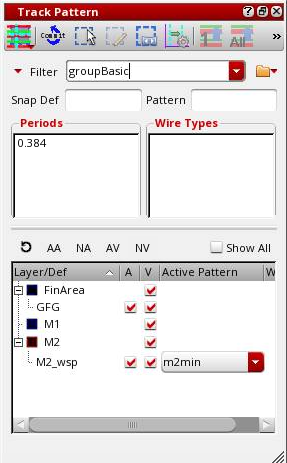 Track Pattern
Commit
All
»
Filter groupBasic
Snap Def Pattern
Periods Wire Types
0.384
AA NA AV NV Show All
Layer/Def A V Active Pattern W
FinArea
GFG
M1
M2
M2_wsp m2min